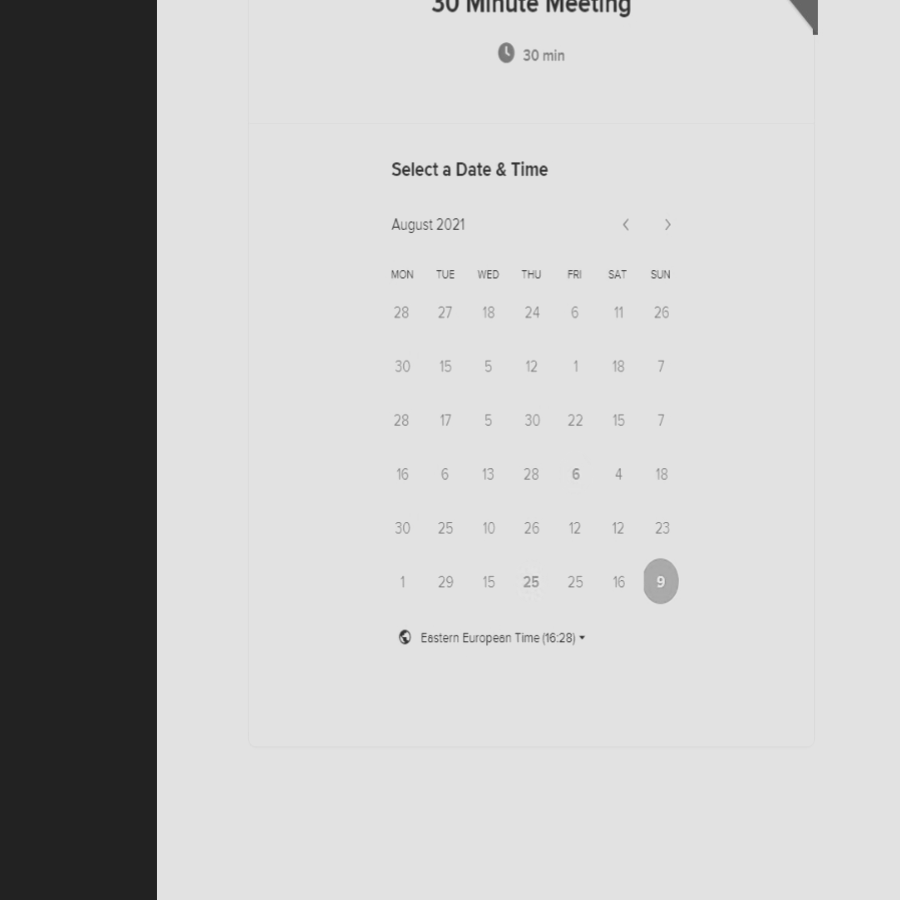 30 Minute Meeting
30 min
Select a Date & Time
August 2021
MON TUE WED THU FRI SAT SUN
28 27 18 24 6 11 26
30 15 5 12 1 18 7
28 17 5 30 22 15 7
16 6 13 28 6 4 18
30 25 10 26 12 12 23
1 29 15 25 25 16 9
Eastern European Time (16:28)